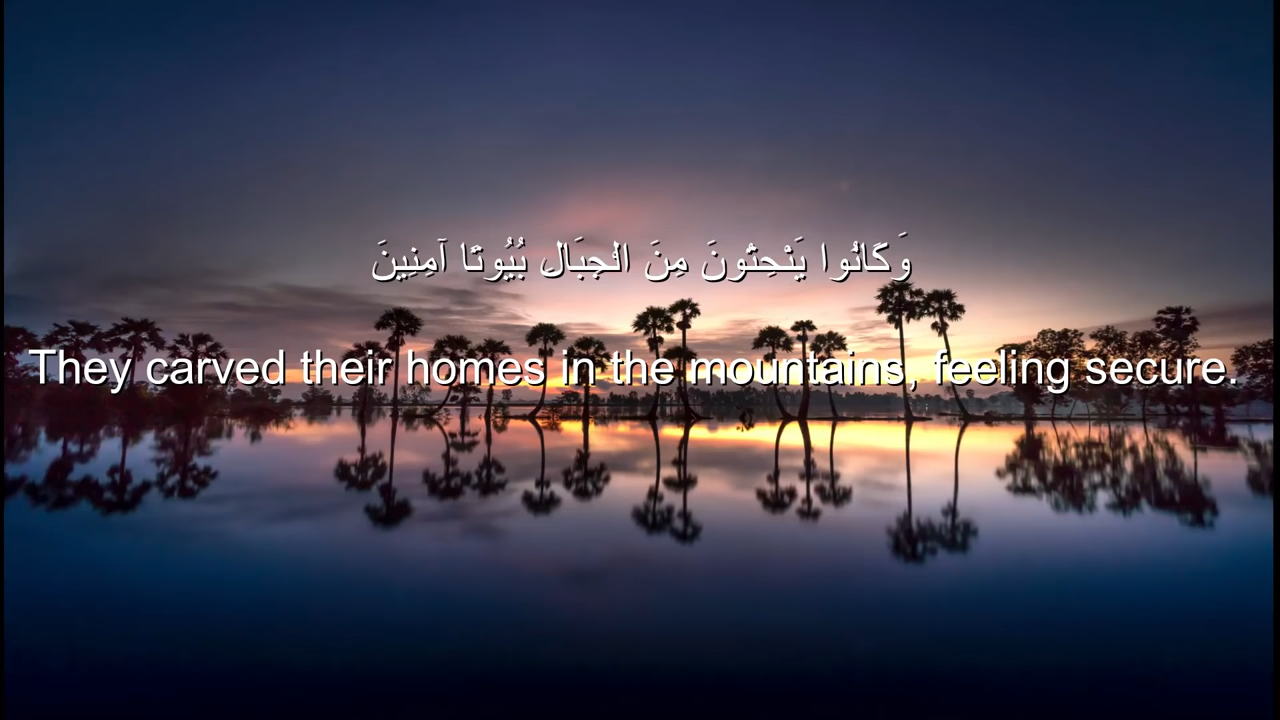 وَكَانُوا يَنْحِتُونَ مِنَ الْجِبَالِ بُيُوتًا آمِنِينَ
They carved their homes in the mountains, feeling secure.